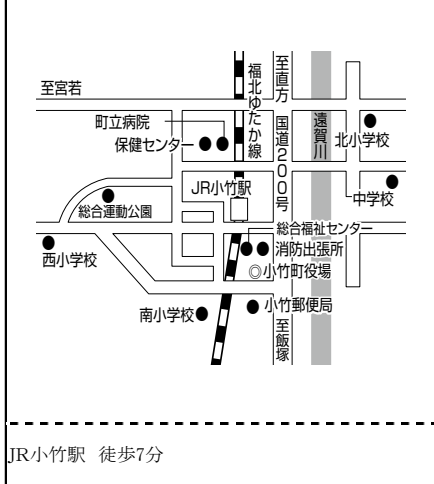 至宮若
福北ゆたか線
至直方
国道200号
遠賀川
町立病院
保健センター
北小学校
JR小竹駅
中学校
総合運動公園
総合福祉センター
西小学校
消防出張所
小竹町役場
南小学校
小竹郵便局
至飯塚
JR小竹駅 徒歩7分